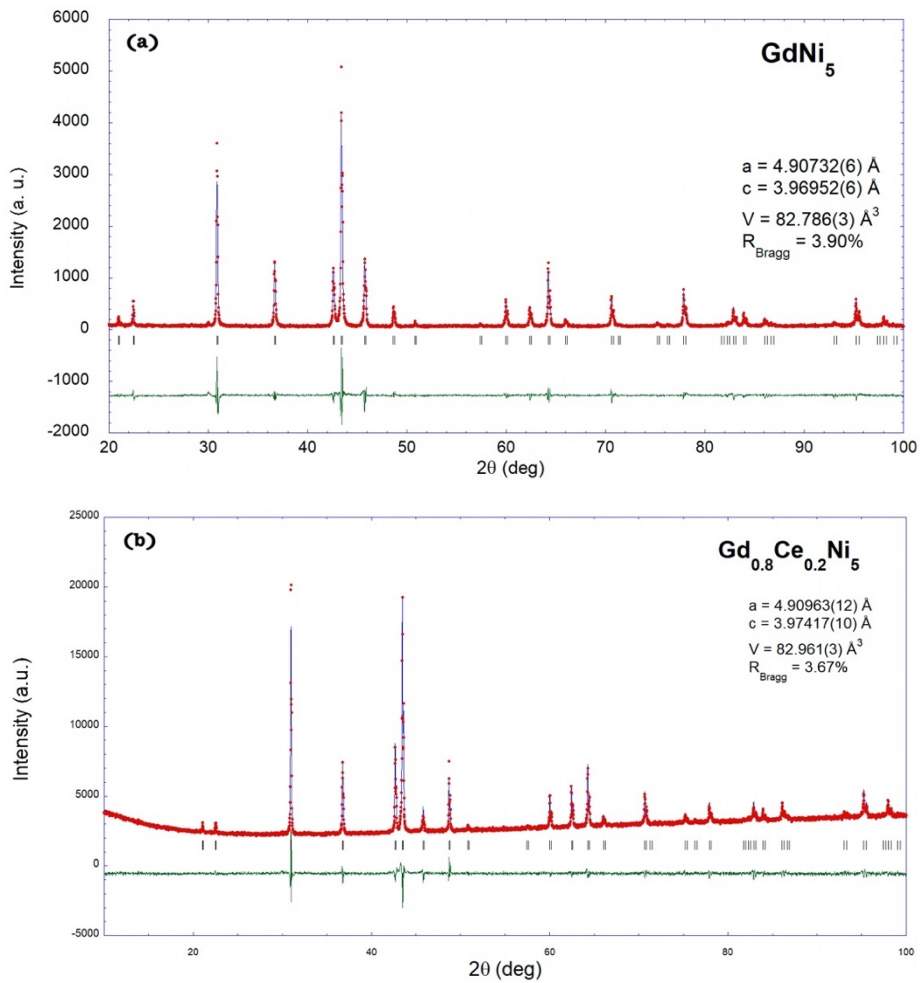 (a)
GdNi5
a = 4.90732(6) Å
c = 3.96952(6) Å
V = 82.786(3) Å3
RBragg = 3.90%
Intensity (a. u.)
6000
5000
4000
3000
2000
1000
0
-1000
-2000
20 30 40 50 60 70 80 90 100
2θ (deg)
(b)
Gd0.8Ce0.2Ni5
a = 4.90963(12) Å
c = 3.97417(10) Å
V = 82.961(3) Å3
RBragg = 3.67%
Intensity (a.u.)
25000
20000
15000
10000
5000
0
-5000
20 40 60 80 100
2θ (deg)